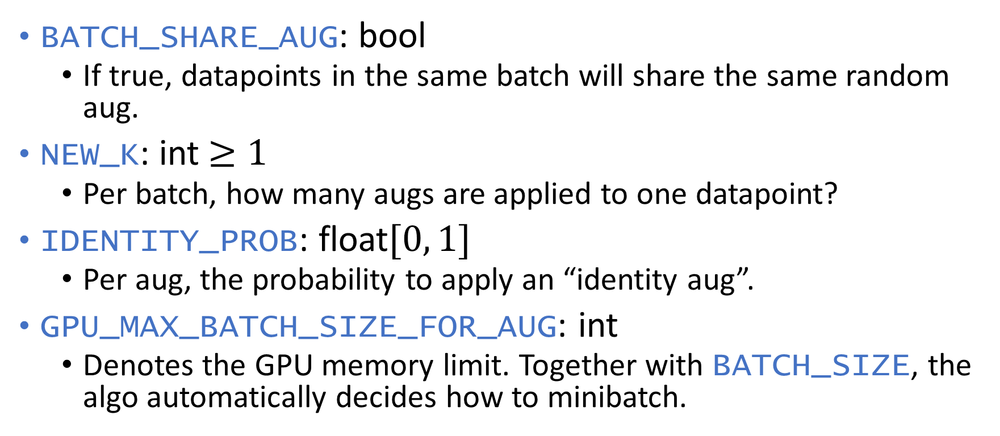 • BATCH_SHARE_AUG: bool
• If true, datapoints in the same batch will share the same random
aug.
• NEW_K: int ≥ 1
• Per batch, how many augs are applied to one datapoint?
• IDENTITY_PROB: float[0, 1]
• Per aug, the probability to apply an “identity aug”.
• GPU_MAX_BATCH_SIZE_FOR_AUG: int
• Denotes the GPU memory limit. Together with BATCH_SIZE, the
algo automatically decides how to minibatch.